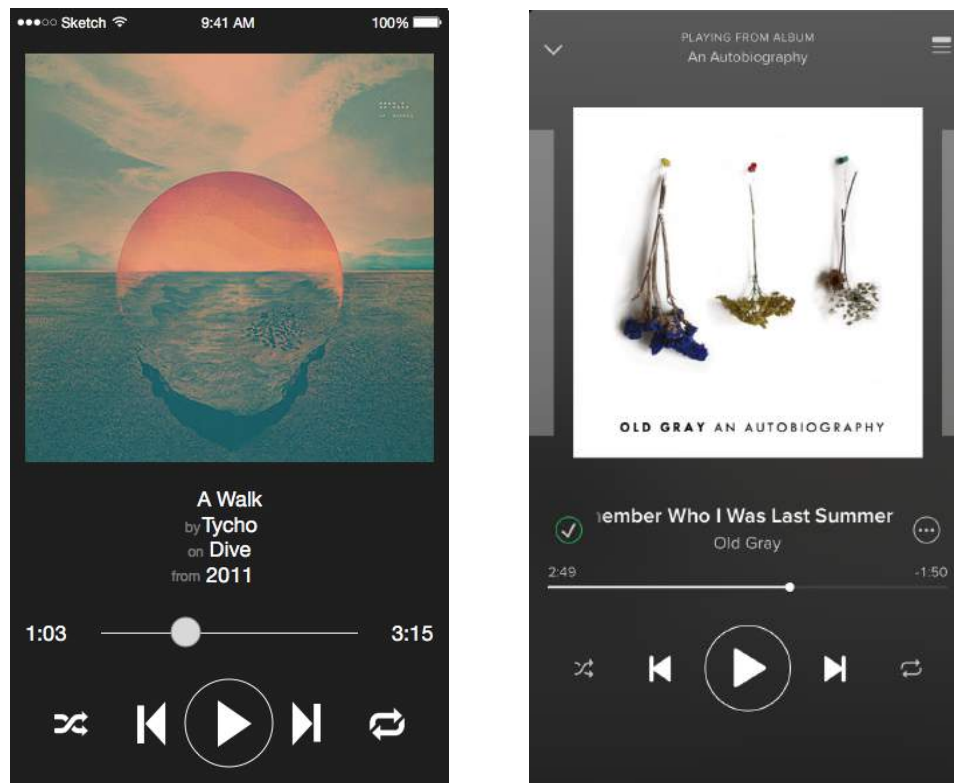 Sketch 9:41 AM 100%
A Walk
by Tycho
on Dive
from 2011
1:03 3:15
PLAYING FROM ALBUM
An Autobiography
OLD GRAY AN AUTOBIOGRAPHY
ember Who I Was Last Summer
Old Gray
2:49 -1:50